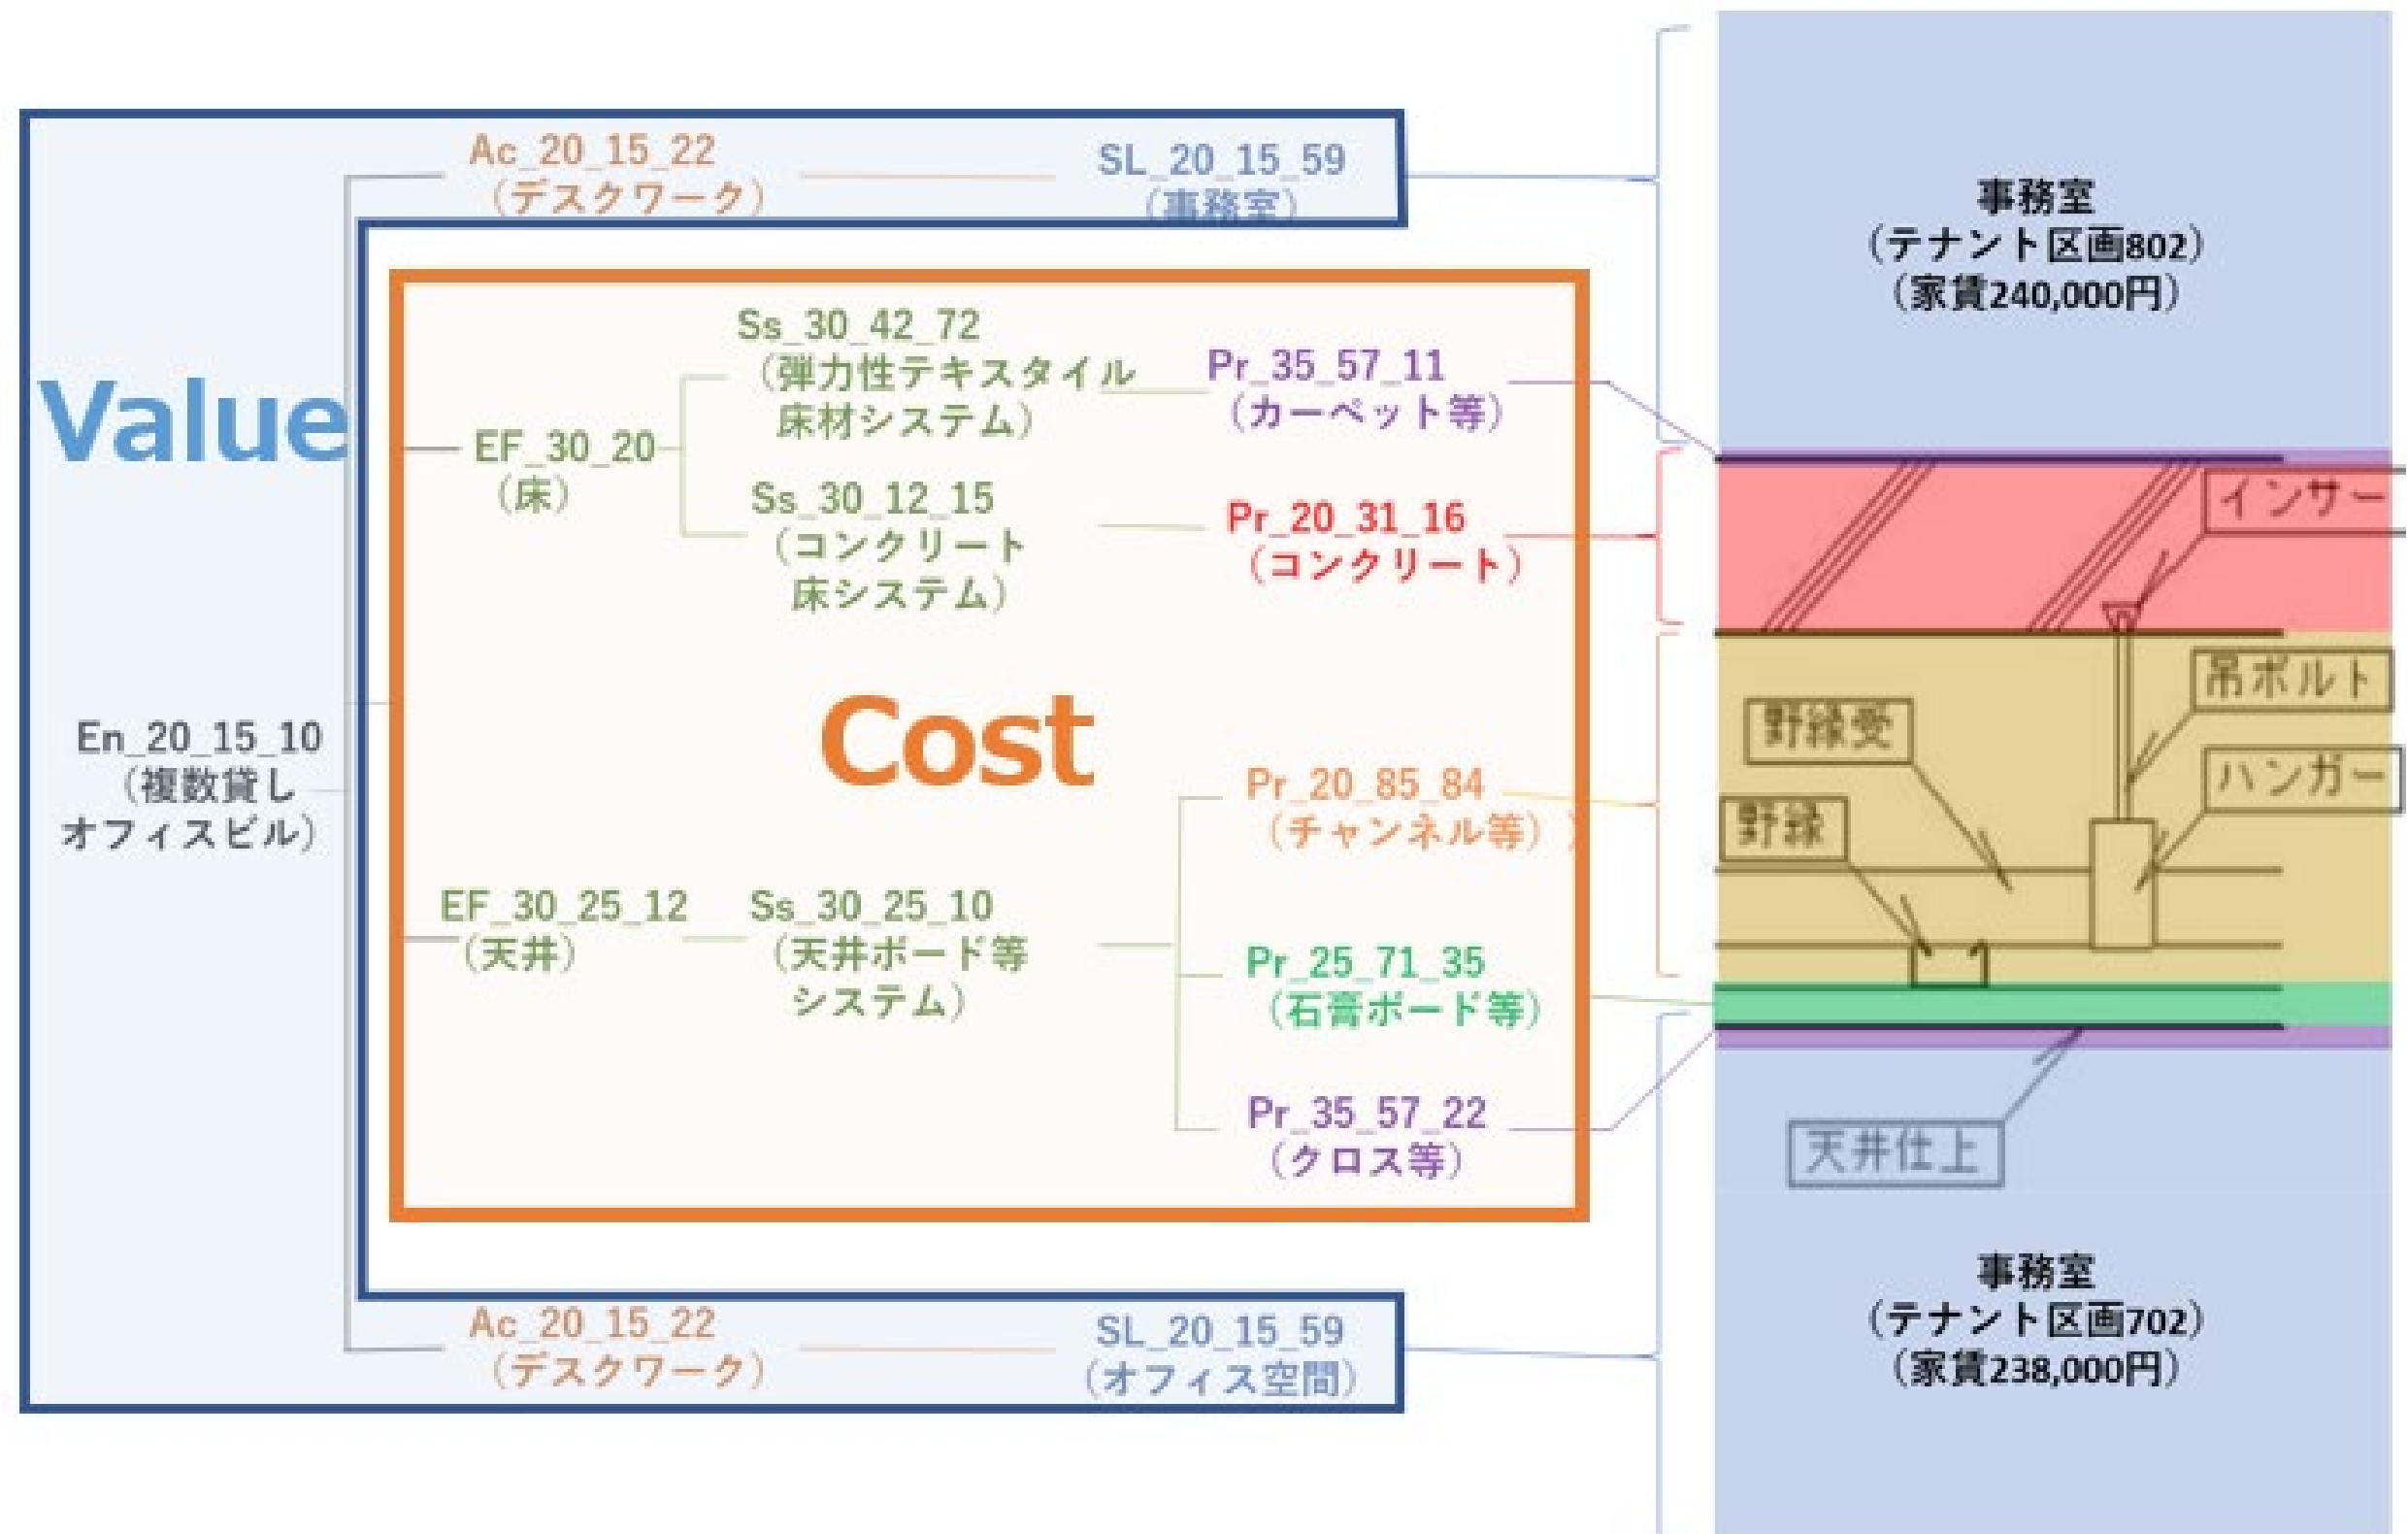 Ac_20_15_22
（デスクワーク）
SL_20_15_59
（事務室）
事務室
（テナント区画802）
（家賃240,000円）
Value
Ss_30_42_72
（弾力性テキスタイル
床材システム）
Pr_35_57_11
（カーペット等）
EF_30_20
（床）
Ss_30_12_15
（コンクリート
床システム）
Pr_20_31_16
（コンクリート）
インサー
Cost
吊ボルト
野縁受
ハンガー
野縁
En_20_15_10
（複数貸し
オフィスビル）
Pr_20_85_84
（チャンネル等））
EF_30_25_12
（天井）
Ss_30_25_10
（天井ボード等
システム）
Pr_25_71_35
（石膏ボード等）
Pr_35_57_22
（クロス等）
天井仕上
Ac_20_15_22
（デスクワーク）
SL_20_15_59
（オフィス空間）
事務室
（テナント区画702）
（家賃238,000円）